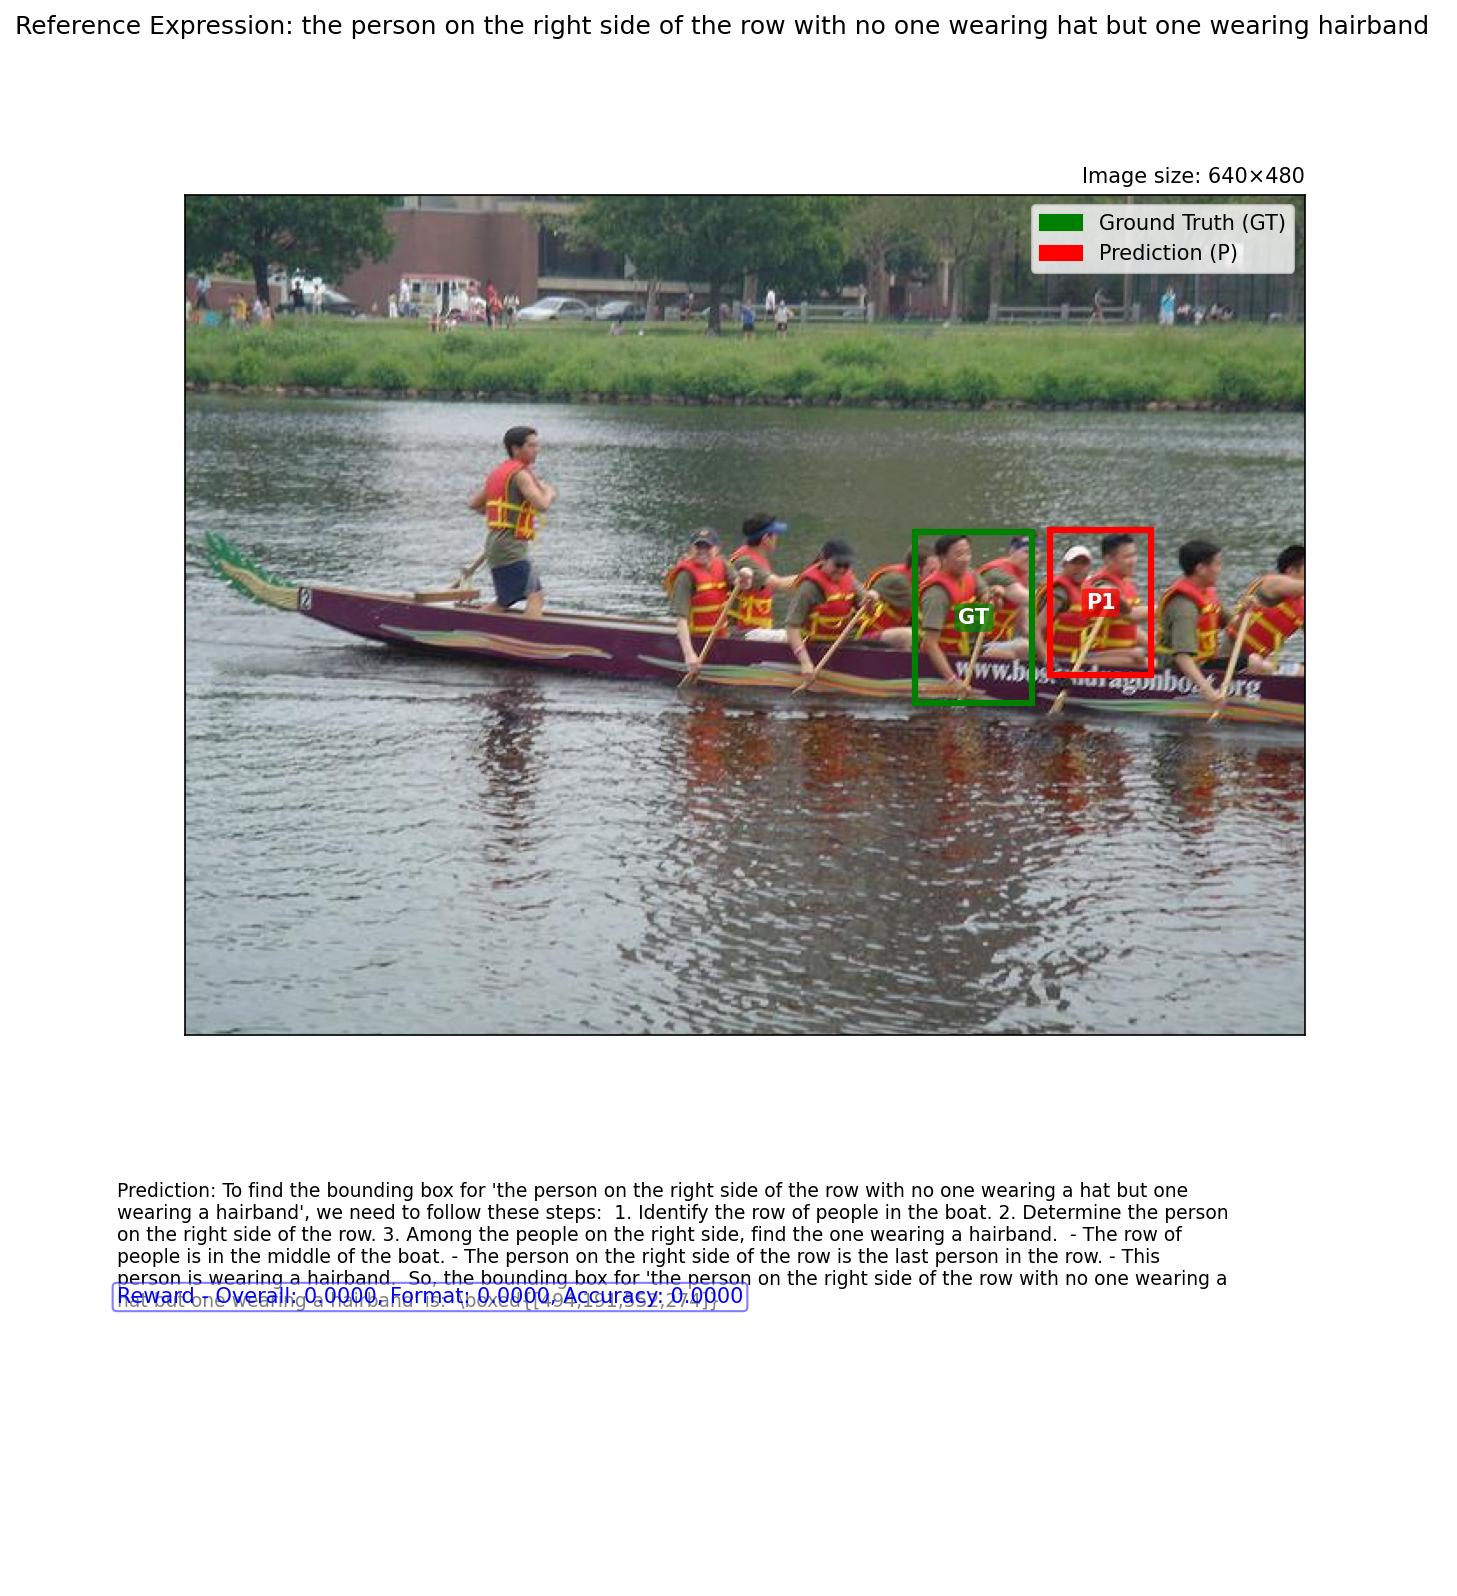 Reference Expression: the person on the right side of the row with no one wearing hat but one wearing hairband
Image size: 640×480
Ground Truth (GT)
Prediction (P)
2
GT
P1
Prediction: To find the bounding box for 'the person on the right side of the row with no one wearing a hat but one
wearing a hairband', we need to follow these steps:  1. Identify the row of people in the boat. 2. Determine the person
on the right side of the row. 3. Among the people on the right side, find the one wearing a hairband.  - The row of
people is in the middle of the boat. - The person on the right side of the row is the last person in the row. - This
person is wearing a hairband.  So, the bounding box for 'the person on the right side of the row with no one wearing a
hat but one wearing a hairband' is:  \boxed{[494,191,552,274]}
Reward - Overall: 0.0000, Format: 0.0000, Accuracy: 0.0000